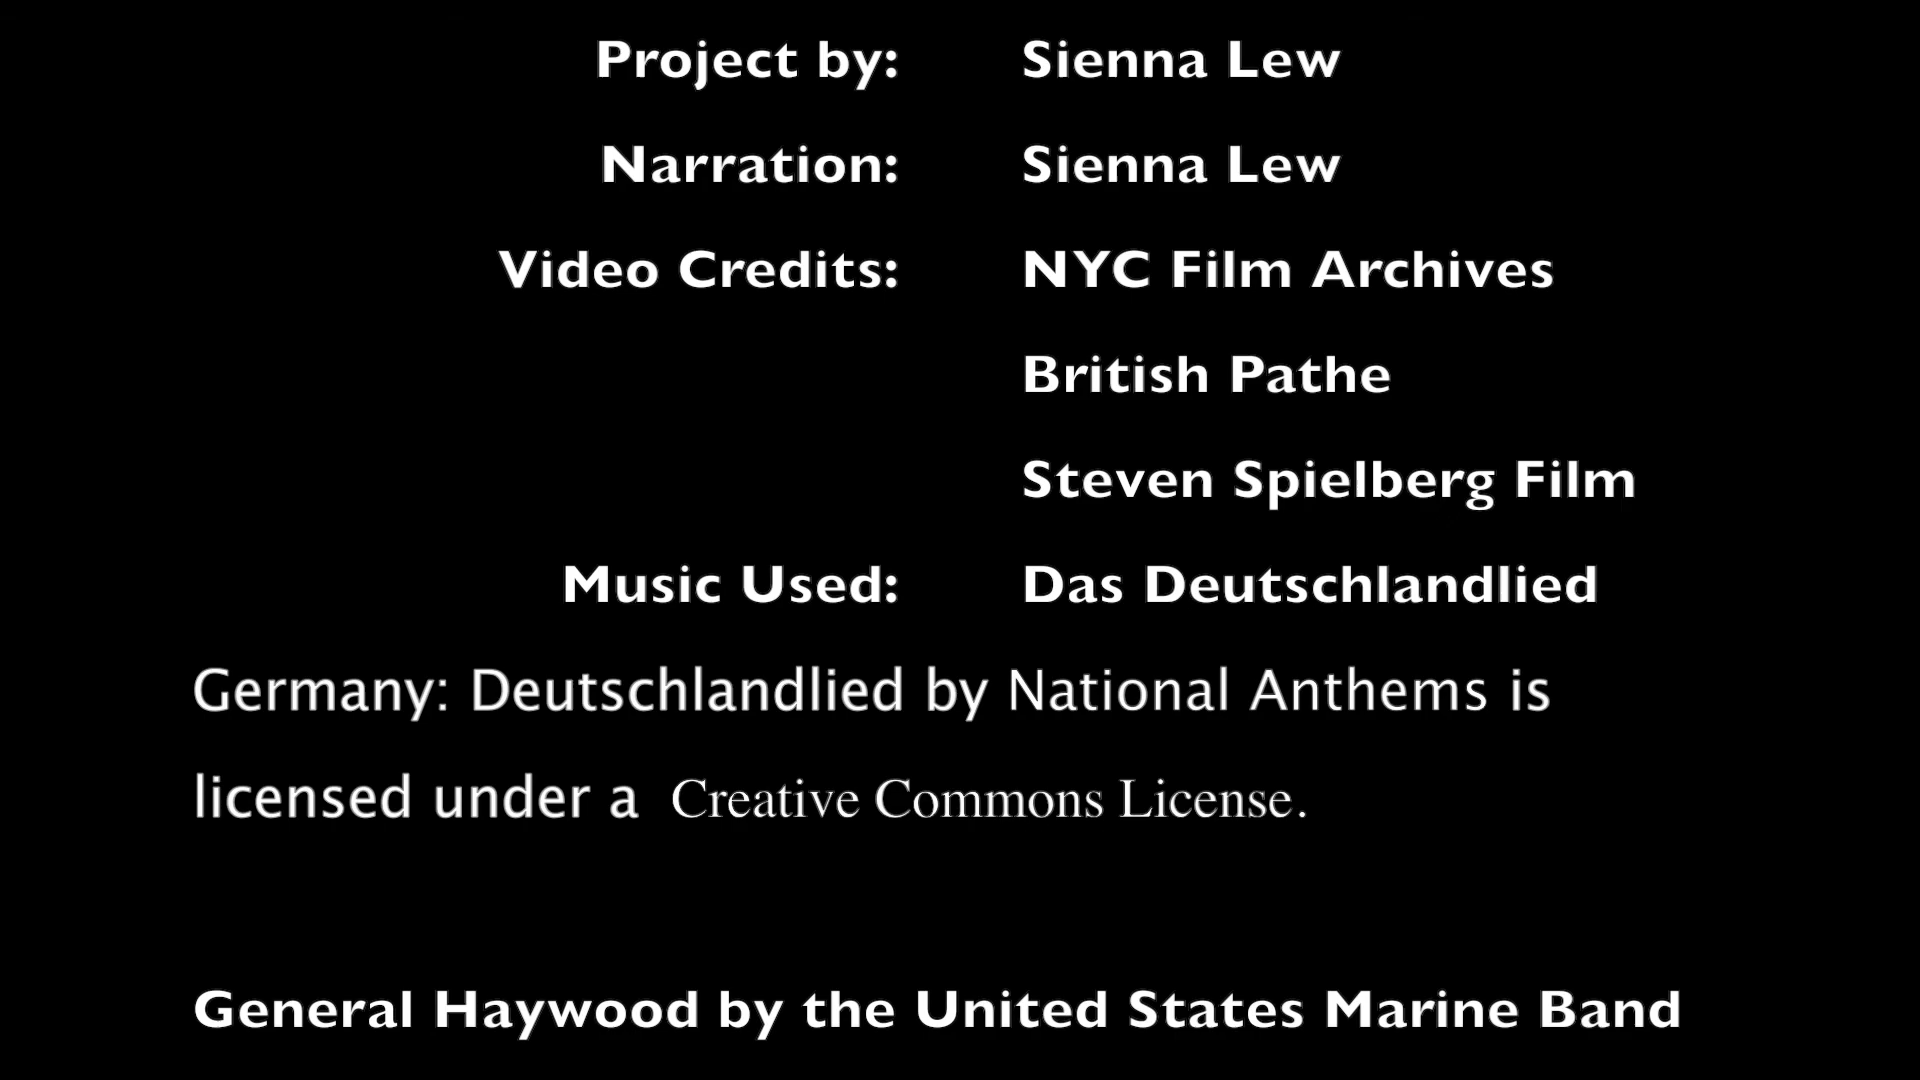 Project by: Sienna Lew
Narration: Sienna Lew
Video Credits: NYC Film Archives
British Pathe
Steven Spielberg Film
Music Used: Das Deutschlandlied
Germany: Deutschlandlied by National Anthems is
licensed under a Creative Commons License.
General Haywood by the United States Marine Band